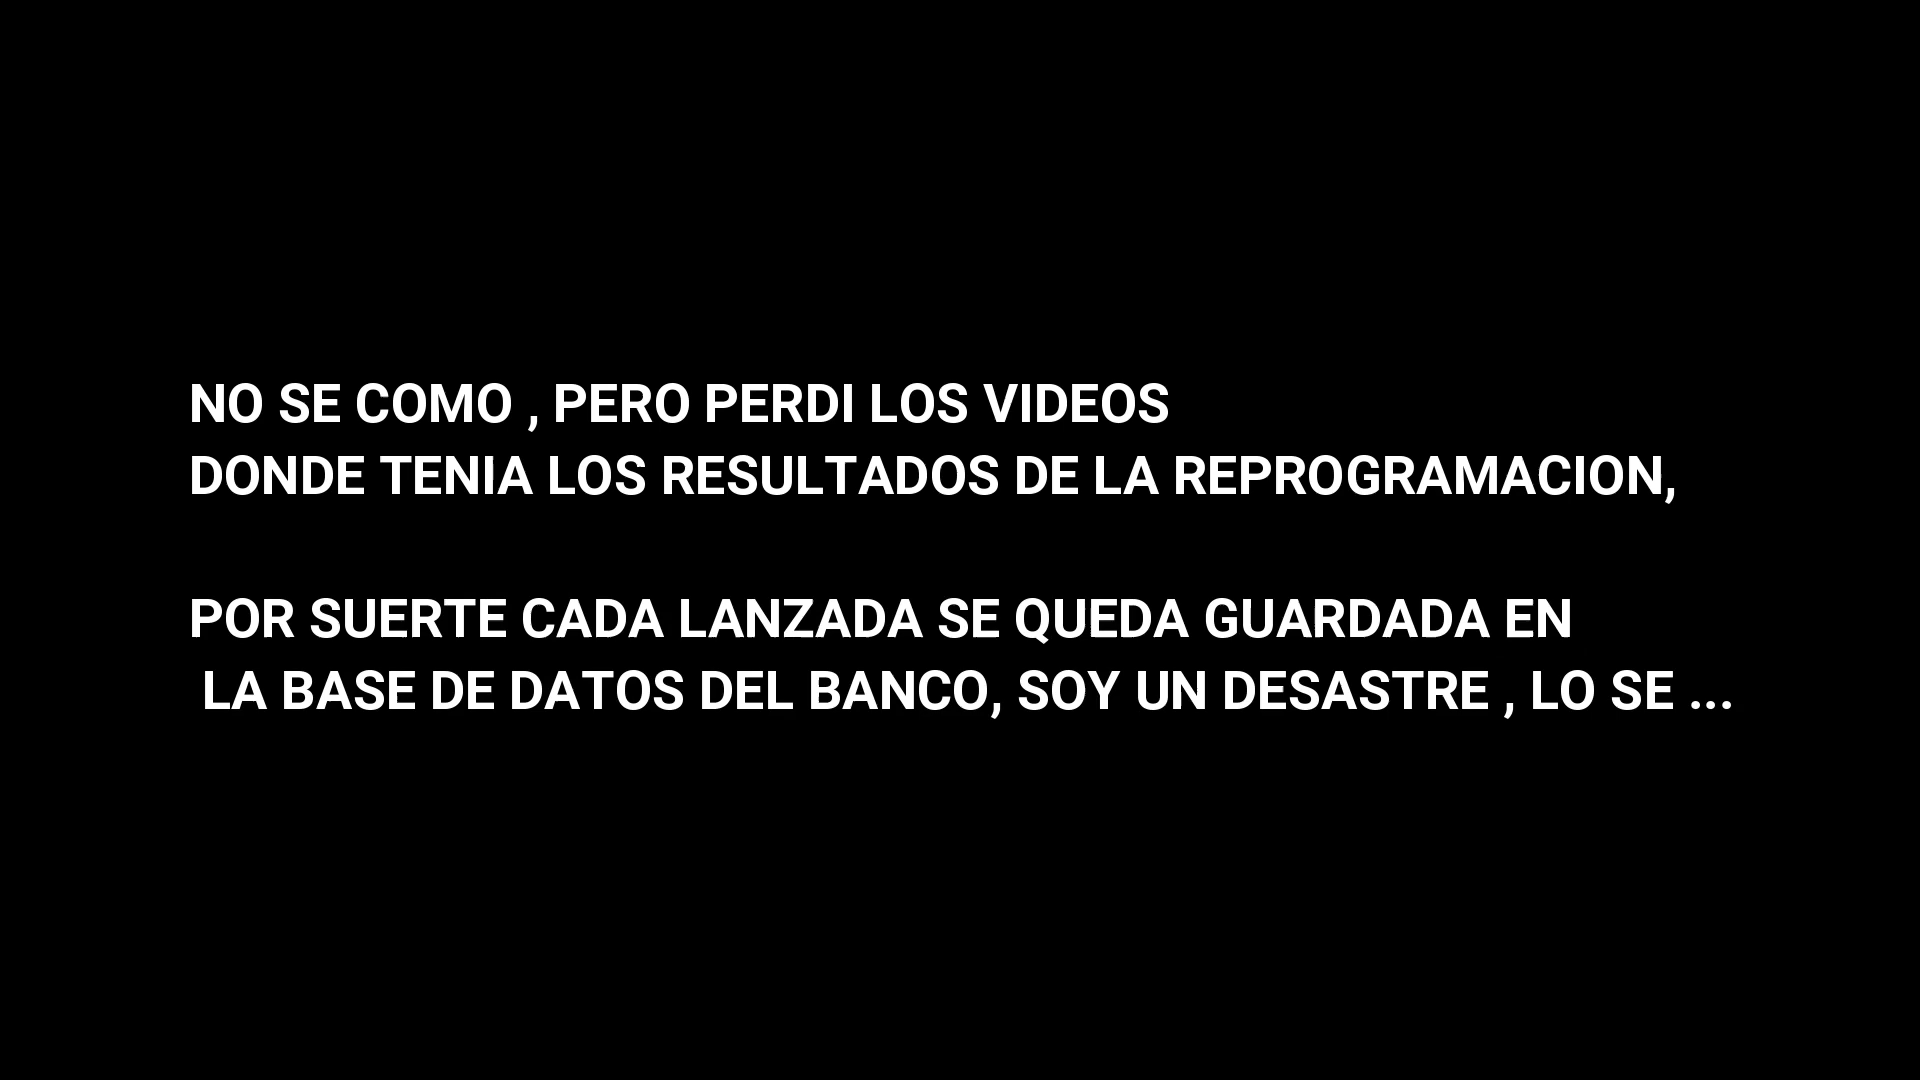 NO SE COMO , PERO PERDI LOS VIDEOS
DONDE TENIA LOS RESULTADOS DE LA REPROGRAMACION,
POR SUERTE CADA LANZADA SE QUEDA GUARDADA EN
LA BASE DE DATOS DEL BANCO, SOY UN DESASTRE , LO SE ...